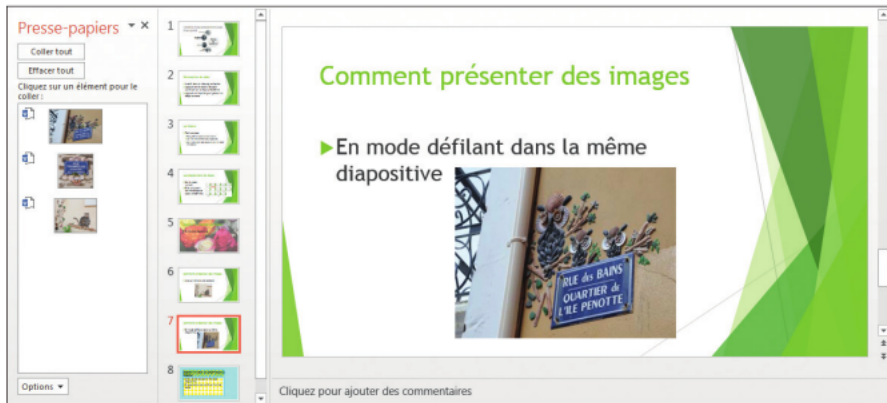 Presse-papiers
Coller tout
Effacer tout
Cliquez sur un élément pour le
coller :
Options
1
2
3
4
5
6
7
8
Comment présenter des images
En mode défilant dans la même
diapositive
RUE des BAINS
QUARTIER de
L'ILE PENOTTE
Cliquez pour ajouter des commentaires